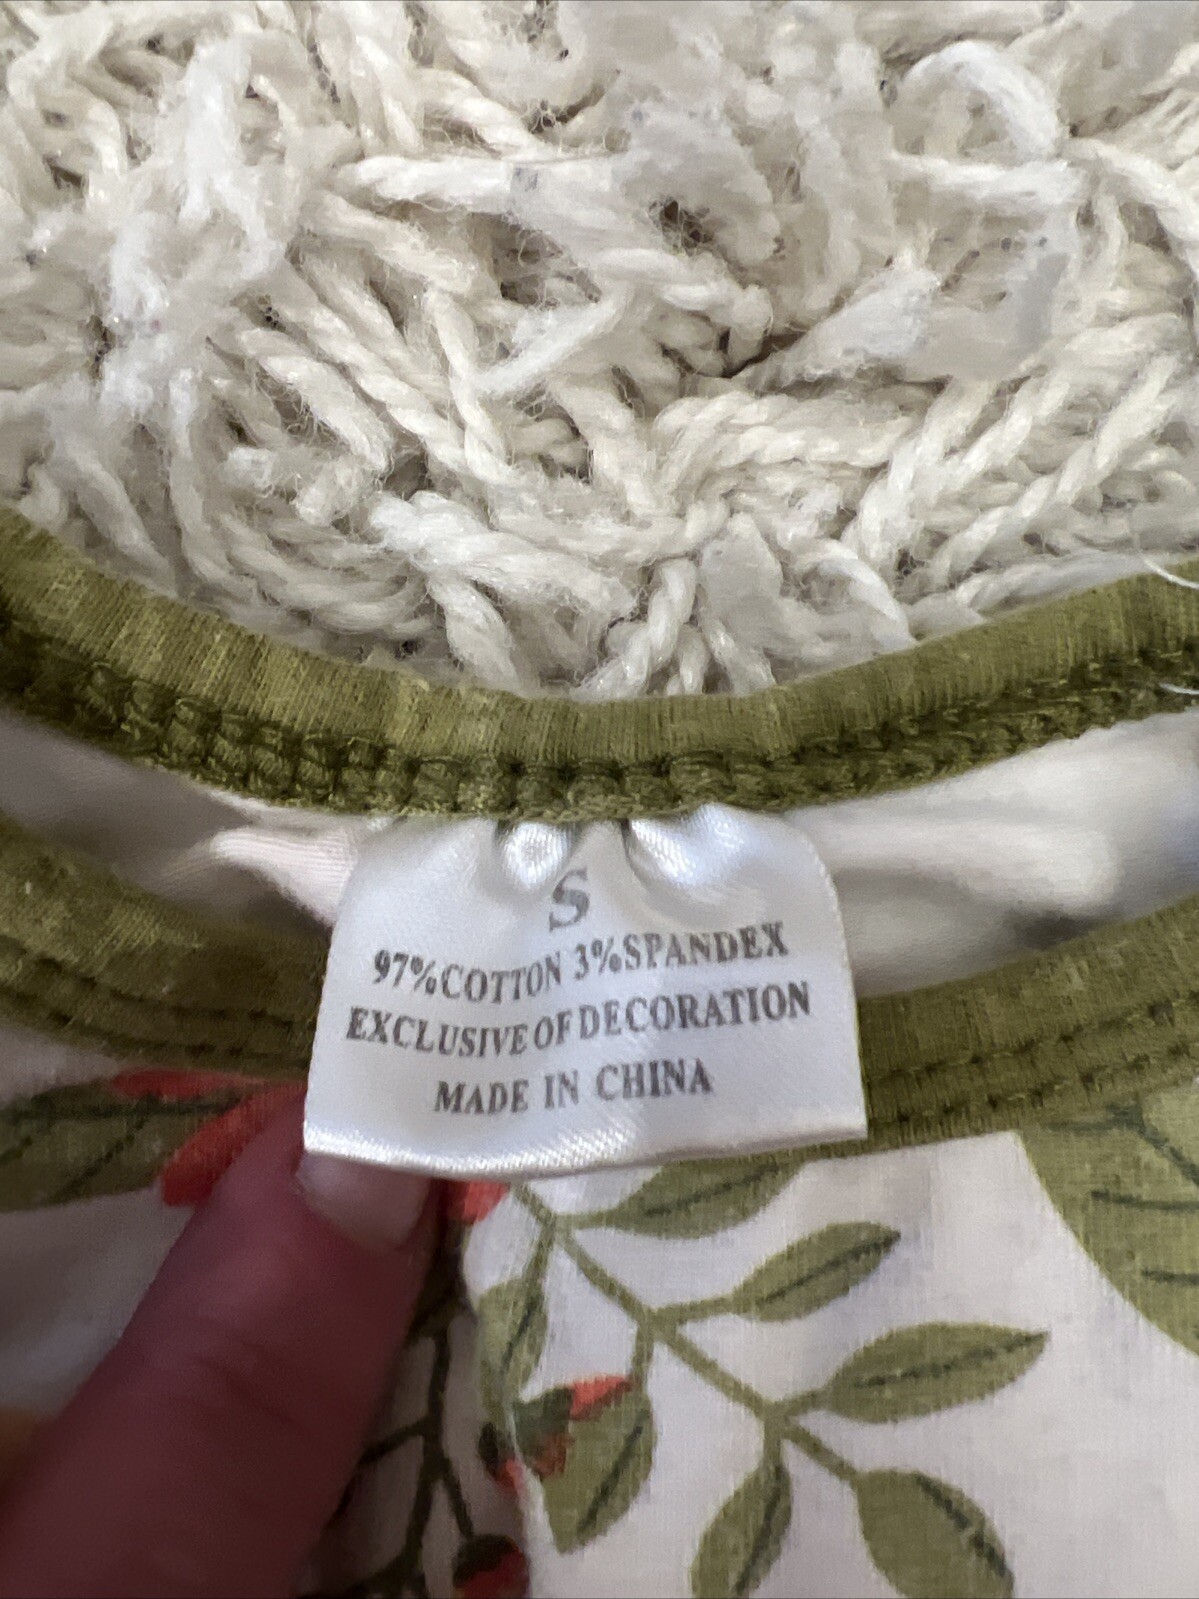 S
97%COTTON 3%SPANDEX
EXCLUSIVE OF DECORATION
MADE IN CHINA